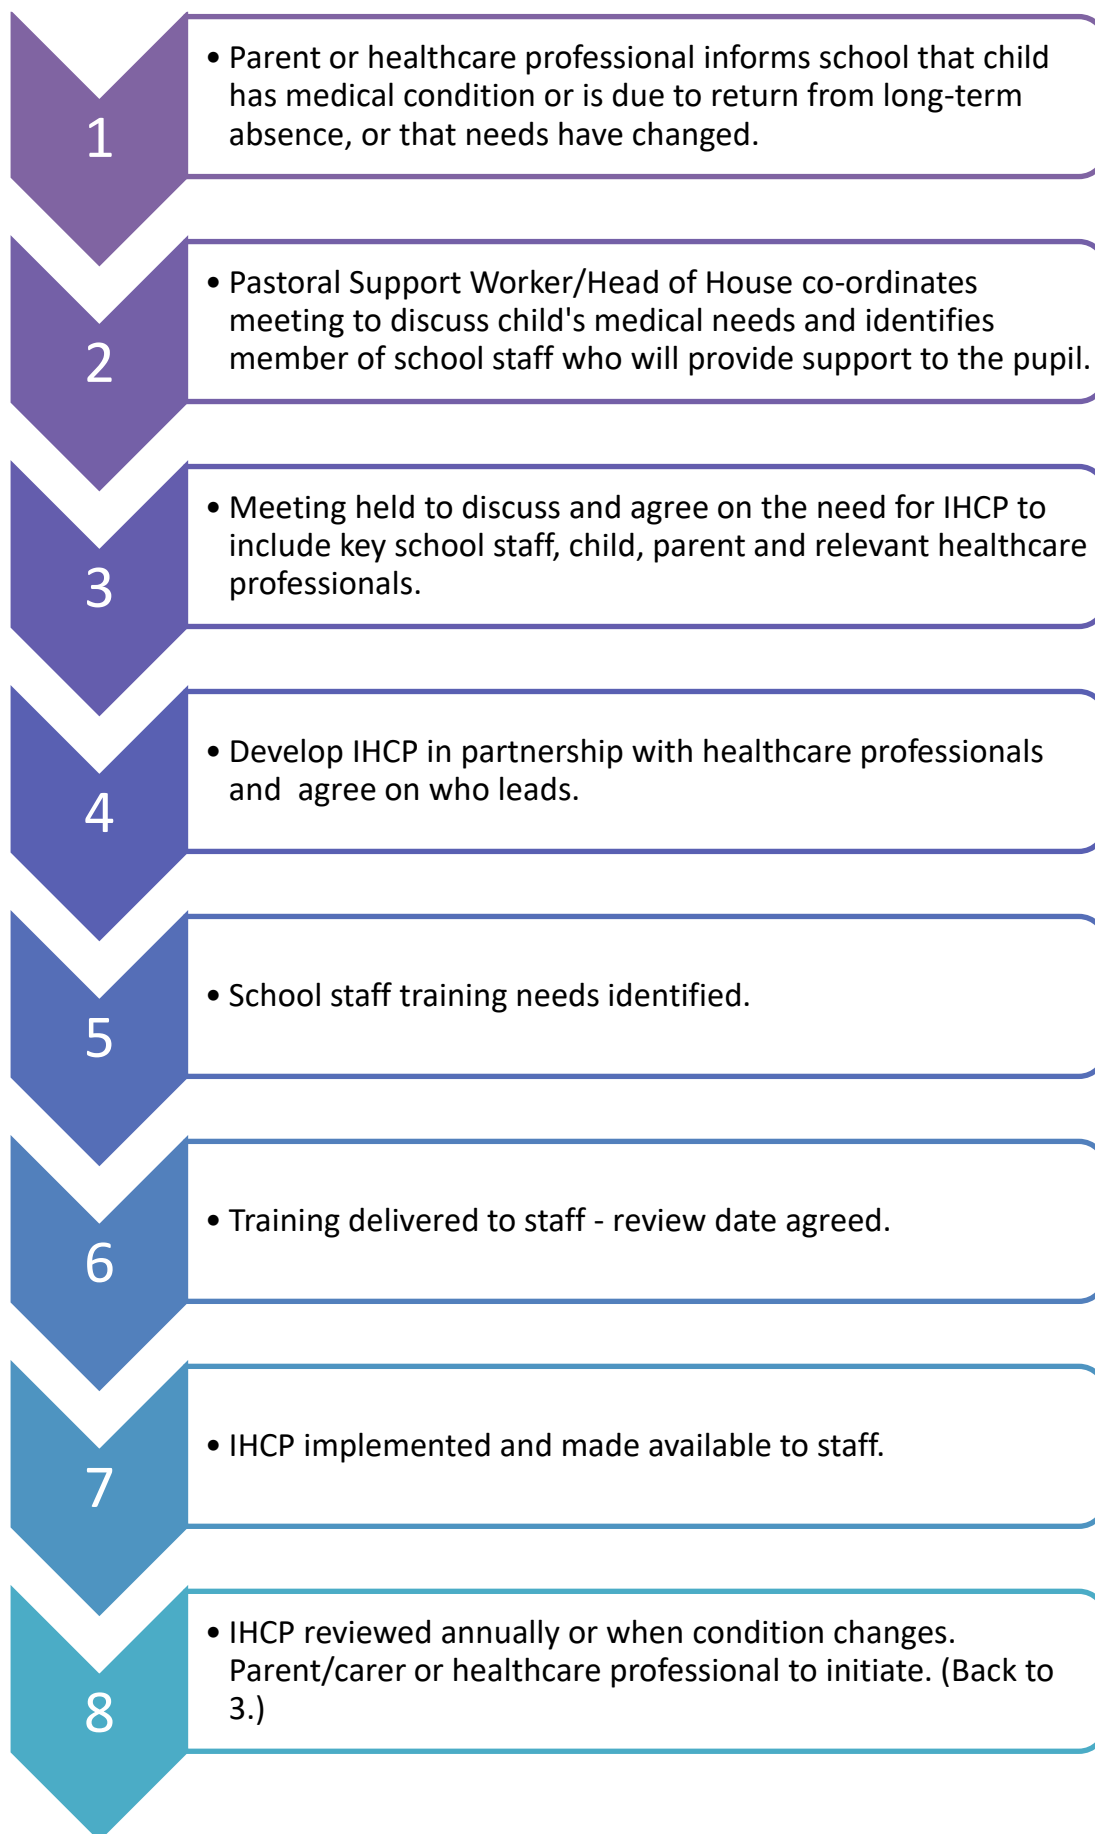 1
• Parent or healthcare professional informs school that child
has medical condition or is due to return from long-term
absence, or that needs have changed.
2
• Pastoral Support Worker/Head of House co-ordinates
meeting to discuss child's medical needs and identifies
member of school staff who will provide support to the pupil.
3
• Meeting held to discuss and agree on the need for IHCP to
include key school staff, child, parent and relevant healthcare
professionals.
4
• Develop IHCP in partnership with healthcare professionals
and  agree on who leads.
5
• School staff training needs identified.
6
• Training delivered to staff - review date agreed.
7
• IHCP implemented and made available to staff.
8
• IHCP reviewed annually or when condition changes.
Parent/carer or healthcare professional to initiate. (Back to
3.)